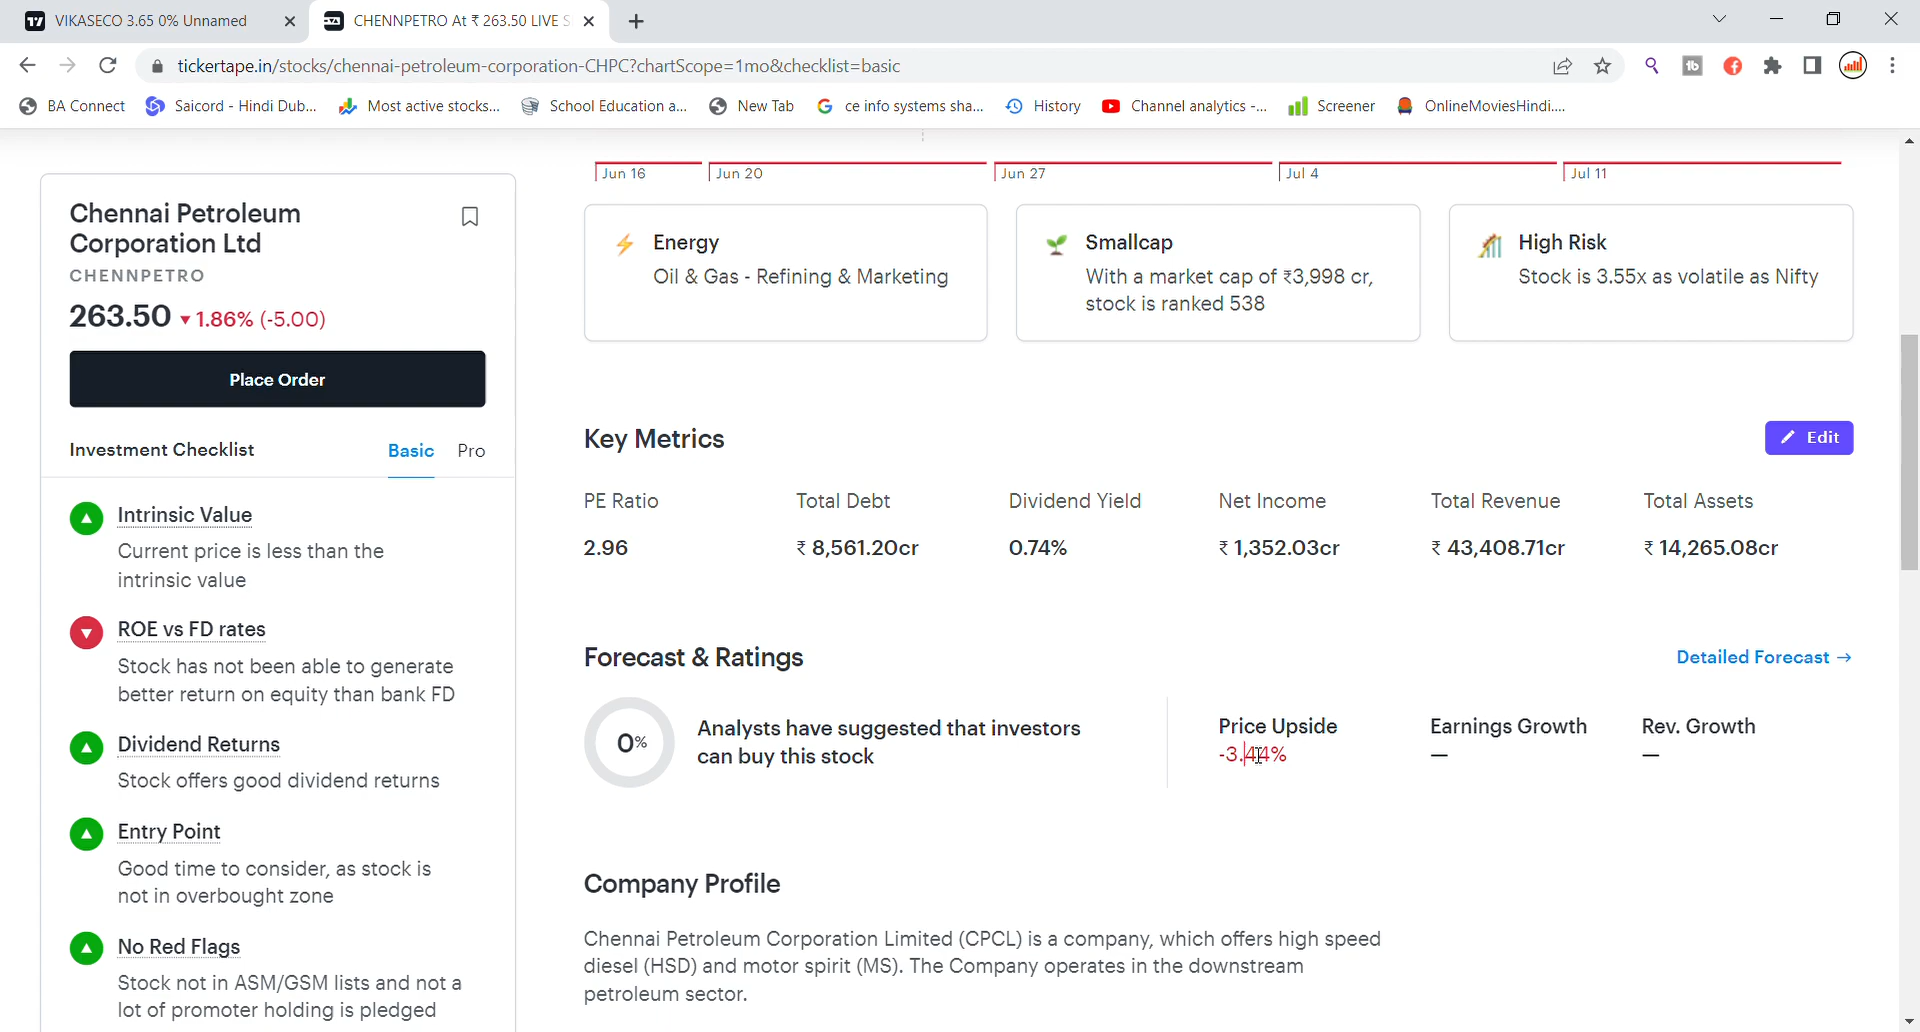 VIKASECO 3.65 0% Unnamed
CHENNPETRO At ₹ 263.50 LIVE S
tickertape.in/stocks/chennai-petroleum-corporation-CHPC?chartScope=1mo&checklist=basic
BA Connect
Saicord - Hindi Dub...
Most active stocks...
School Education a...
New Tab
ce info systems sha...
History
Channel analytics -...
Screener
OnlineMoviesHindi....
Jun 16
Jun 20
Jun 27
Jul 4
Jul 11
Chennai Petroleum
Corporation Ltd
CHENNPETRO
263.50 ▼ 1.86% (-5.00)
Place Order
Investment Checklist
Basic
Pro
Intrinsic Value
Current price is less than the
intrinsic value
ROE vs FD rates
Stock has not been able to generate
better return on equity than bank FD
Dividend Returns
Stock offers good dividend returns
Entry Point
Good time to consider, as stock is
not in overbought zone
No Red Flags
Stock not in ASM/GSM lists and not a
lot of promoter holding is pledged
Energy
Oil & Gas - Refining & Marketing
Smallcap
With a market cap of ₹3,998 cr,
stock is ranked 538
High Risk
Stock is 3.55x as volatile as Nifty
Key Metrics
Edit
PE Ratio
Total Debt
Dividend Yield
Net Income
Total Revenue
Total Assets
2.96
₹ 8,561.20cr
0.74%
₹ 1,352.03cr
₹ 43,408.71cr
₹ 14,265.08cr
Forecast & Ratings
Detailed Forecast →
0%
Analysts have suggested that investors
can buy this stock
Price Upside
-3.44%
Earnings Growth
—
Rev. Growth
—
Company Profile
Chennai Petroleum Corporation Limited (CPCL) is a company, which offers high speed
diesel (HSD) and motor spirit (MS). The Company operates in the downstream
petroleum sector.